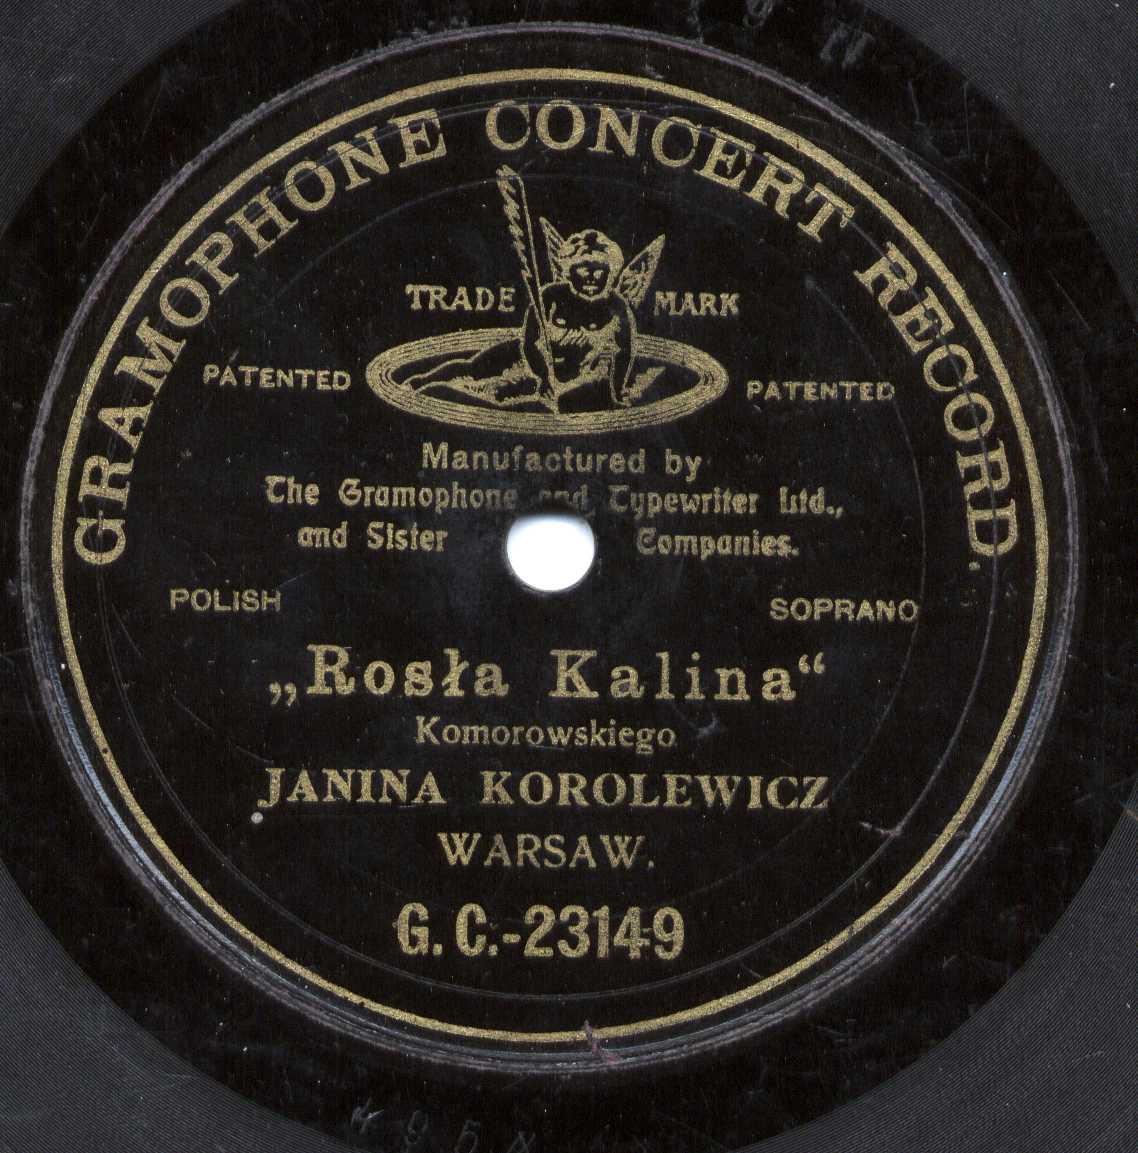 GRAMOPHONE CONCERT RECORD.
TRADE MARK
PATENTED PATENTED
Manufactured by
The Gramophone and Typewriter Ltd.,
and Sister Companies.
POLISH SOPRANO
„Rosła Kalina“
Komorowskiego
JANINA KOROLEWICZ
WARSAW.
G. C.-23149